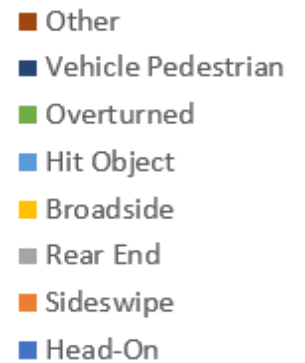 Other
Vehicle Pedestrian
Overturned
Hit Object
Broadside
Rear End
Sideswipe
Head-On